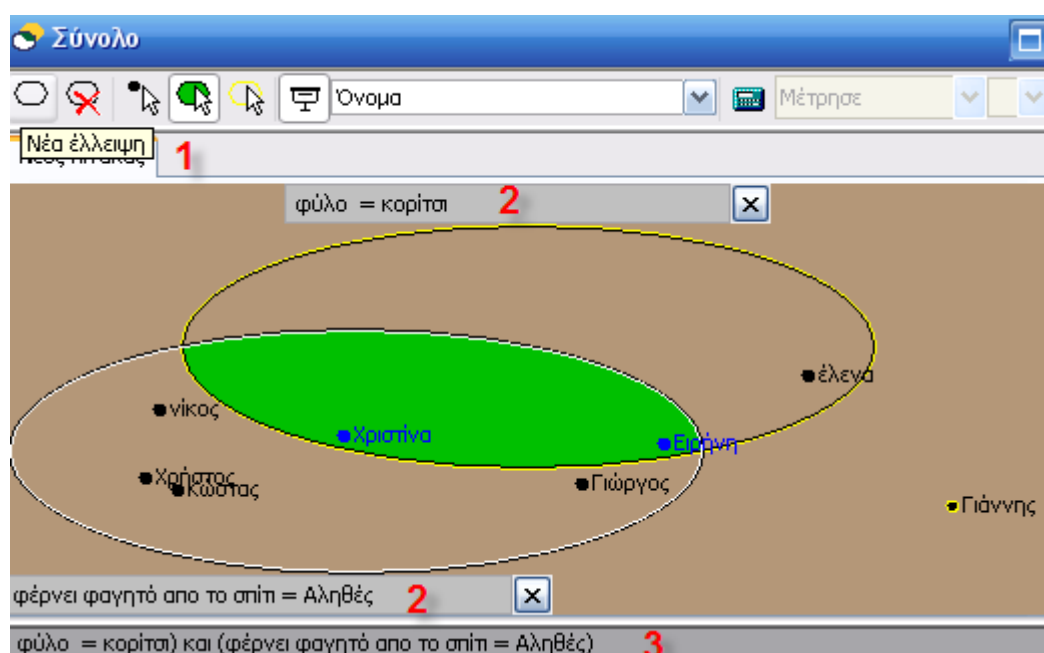 Σύνολο
Όνομα
Μέτρησε
Νέα έλλειψη
1
φύλο = κορίτσι 2
έλενα
νίκος
Χριστίνα
Ειρήνη
Χρήστος
Κώστας
Γιώργος
Γιάννης
φέρνει φαγητό απο το σπίτι = Αληθές 2
φύλο = κορίτσι) και (φέρνει φαγητό απο το σπίτι = Αληθές) 3